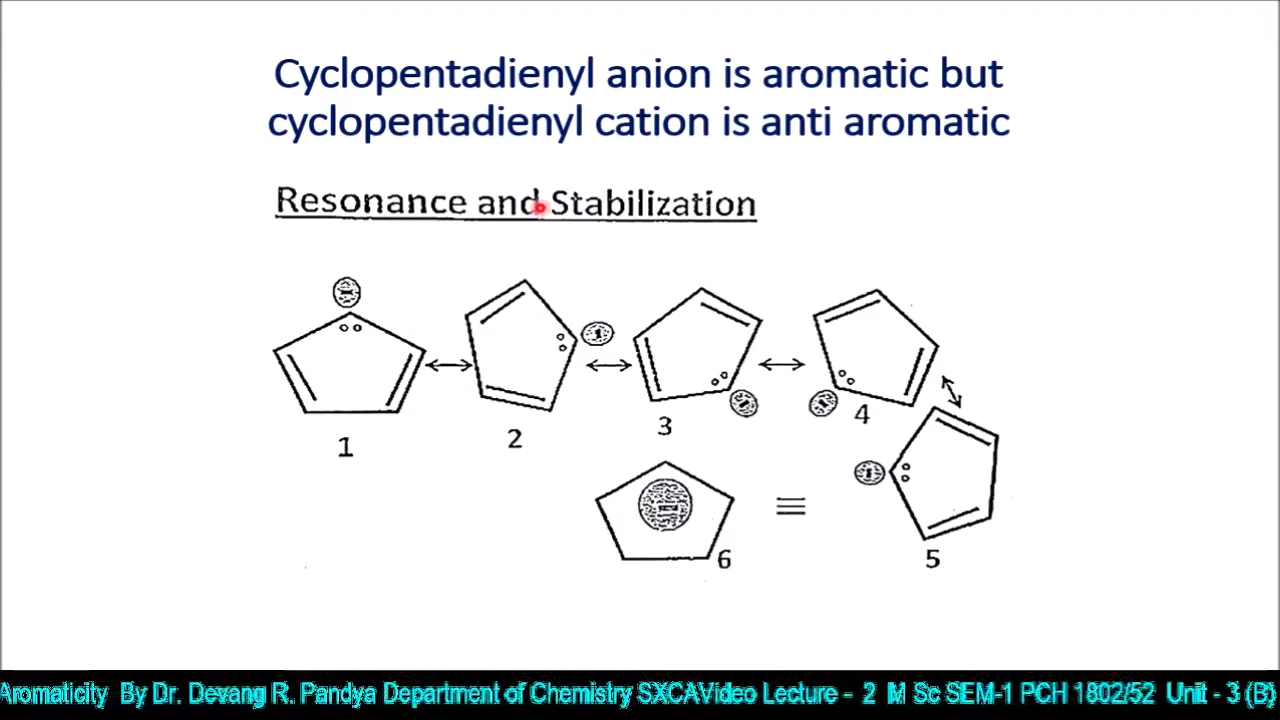 Cyclopentadienyl anion is aromatic but
cyclopentadienyl cation is anti aromatic
Resonance and Stabilization
1
2
3
4
5
6
Aromaticity By Dr. Devang R. Pandya Department of Chemistry SXCAVideo Lecture - 2 M Sc SEM-1 PCH 1802/52 Unit - 3 (B)